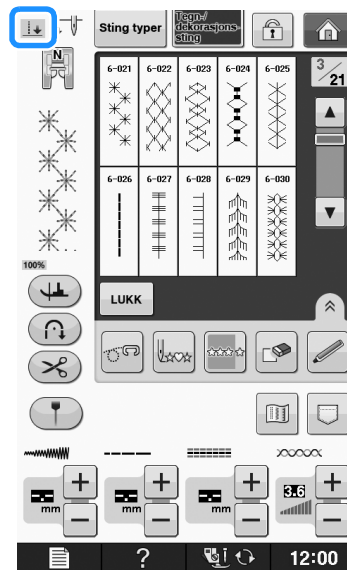 Sting typer
Tegn-/
dekorasjons-
sting
N
3/21
6-021 6-022 6-023 6-024 6-025
6-026 6-027 6-028 6-029 6-030
100%
LUKK
mm
mm
mm
3.6
?
12:00